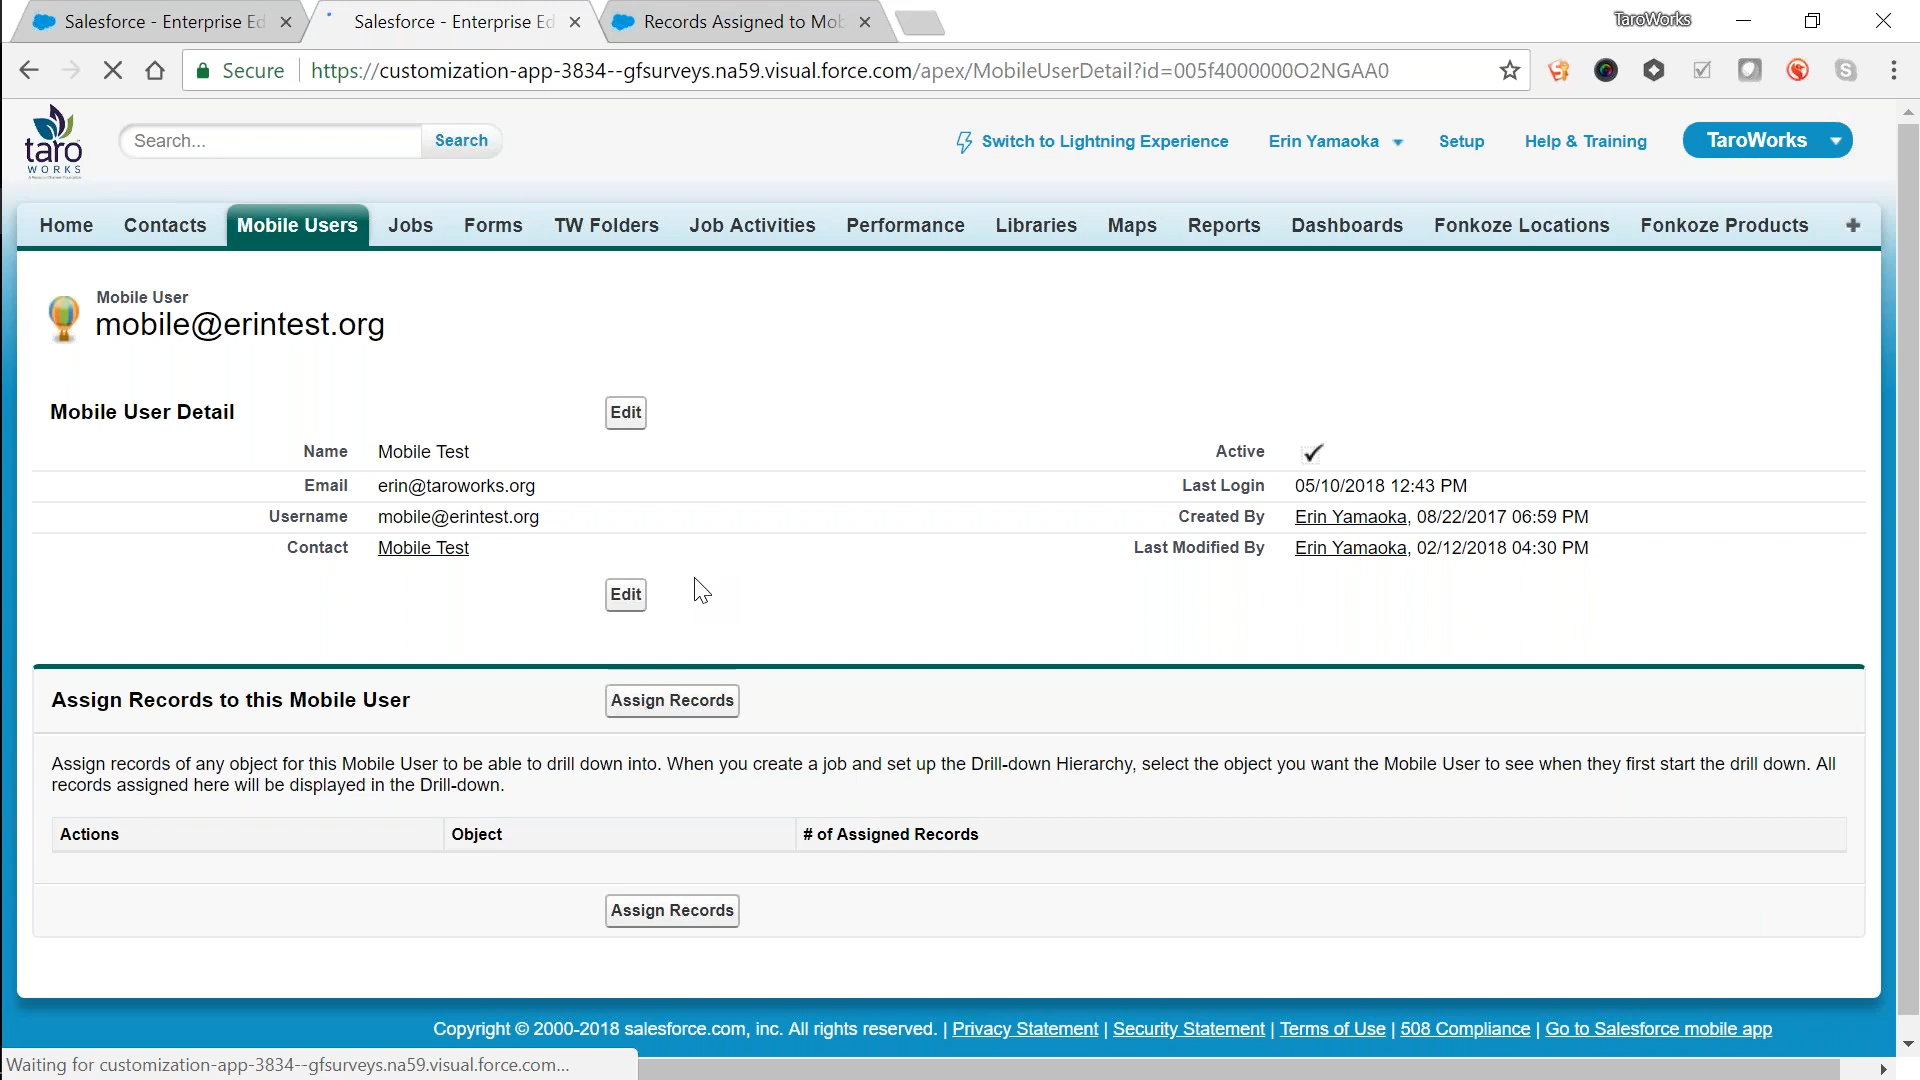 Salesforce - Enterprise Ed
Salesforce - Enterprise Ed
Records Assigned to Mob
TaroWorks
Secure
https://customization-app-3834--gfsurveys.na59.visual.force.com/apex/MobileUserDetail?id=005f4000000O2NGAA0
taro
WORKS
Search...
Search
Switch to Lightning Experience
Erin Yamaoka
Setup
Help & Training
TaroWorks
Home
Contacts
Mobile Users
Jobs
Forms
TW Folders
Job Activities
Performance
Libraries
Maps
Reports
Dashboards
Fonkoze Locations
Fonkoze Products
Mobile User
mobile@erintest.org
Mobile User Detail
Edit
Name Mobile Test
Active
Email erin@taroworks.org
Last Login 05/10/2018 12:43 PM
Username mobile@erintest.org
Created By Erin Yamaoka, 08/22/2017 06:59 PM
Contact Mobile Test
Last Modified By Erin Yamaoka, 02/12/2018 04:30 PM
Edit
Assign Records to this Mobile User
Assign Records
Assign records of any object for this Mobile User to be able to drill down into. When you create a job and set up the Drill-down Hierarchy, select the object you want the Mobile User to see when they first start the drill down. All
records assigned here will be displayed in the Drill-down.
Actions
Object
# of Assigned Records
Assign Records
Copyright © 2000-2018 salesforce.com, inc. All rights reserved. | Privacy Statement | Security Statement | Terms of Use | 508 Compliance | Go to Salesforce mobile app
Waiting for customization-app-3834--gfsurveys.na59.visual.force.com...